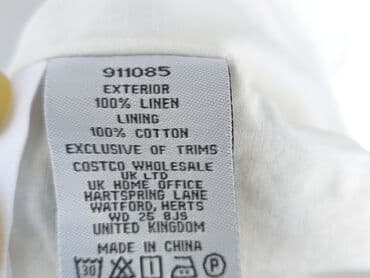 911085
EXTERIOR
100% LINEN
LINING
100% COTTON
EXCLUSIVE OF TRIMS
COSTCO WHOLESALE
UK LTD
UK HOME OFFICE
HARTSPRING LANE
WATFORD, HERTS
WD 25 8JS
UNITED KINGDOM
MADE IN CHINA
30